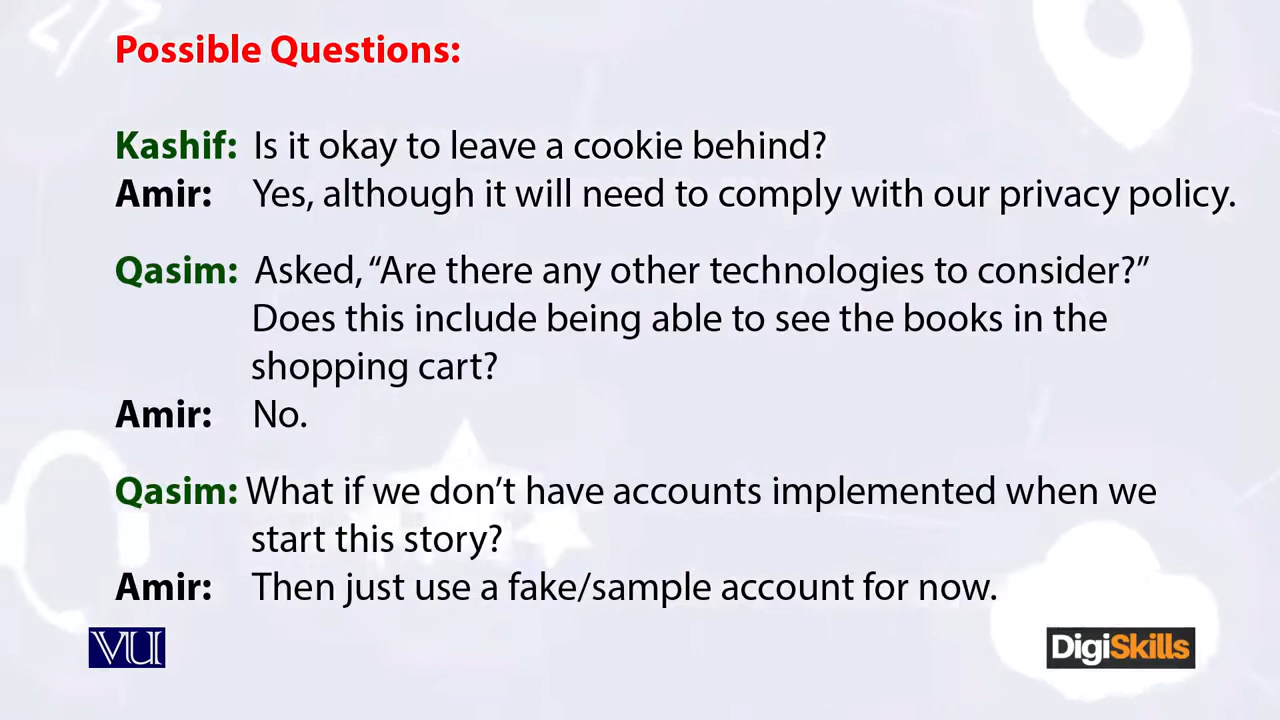 Possible Questions:
Kashif: Is it okay to leave a cookie behind?
Amir: Yes, although it will need to comply with our privacy policy.
Qasim: Asked, “Are there any other technologies to consider?”
Does this include being able to see the books in the
shopping cart?
Amir: No.
Qasim: What if we don’t have accounts implemented when we
start this story?
Amir: Then just use a fake/sample account for now.
VU
DigiSkills